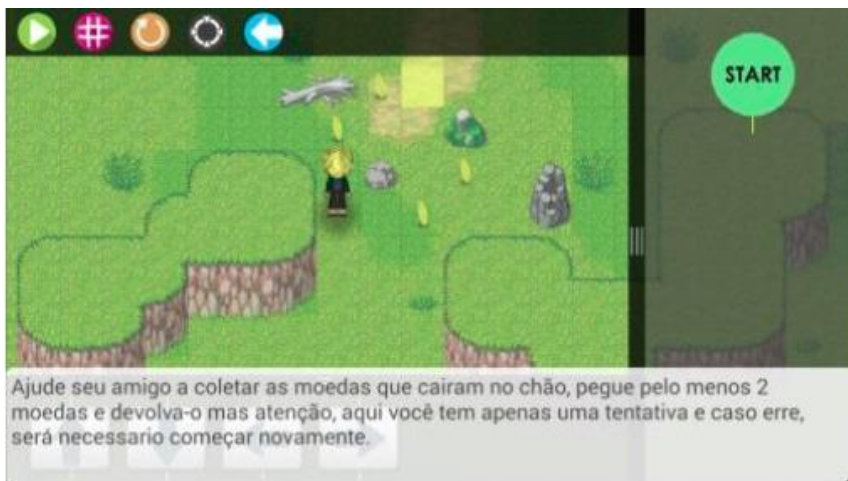 START
Ajude seu amigo a coletar as moedas que cairam no chão, pegue pelo menos 2
moedas e devolva-o mas atenção, aqui você tem apenas uma tentativa e caso erre,
será necessario começar novamente.